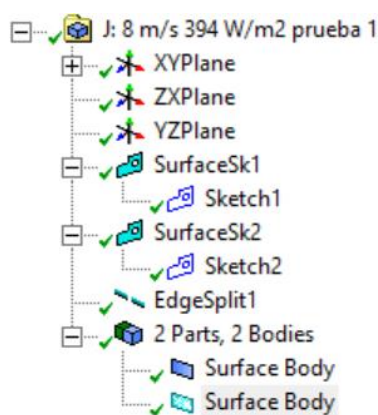 J: 8 m/s 394 W/m2 prueba 1
XYPlane
ZXPlane
YZPlane
SurfaceSk1
Sketch1
SurfaceSk2
Sketch2
EdgeSplit1
2 Parts, 2 Bodies
Surface Body
Surface Body